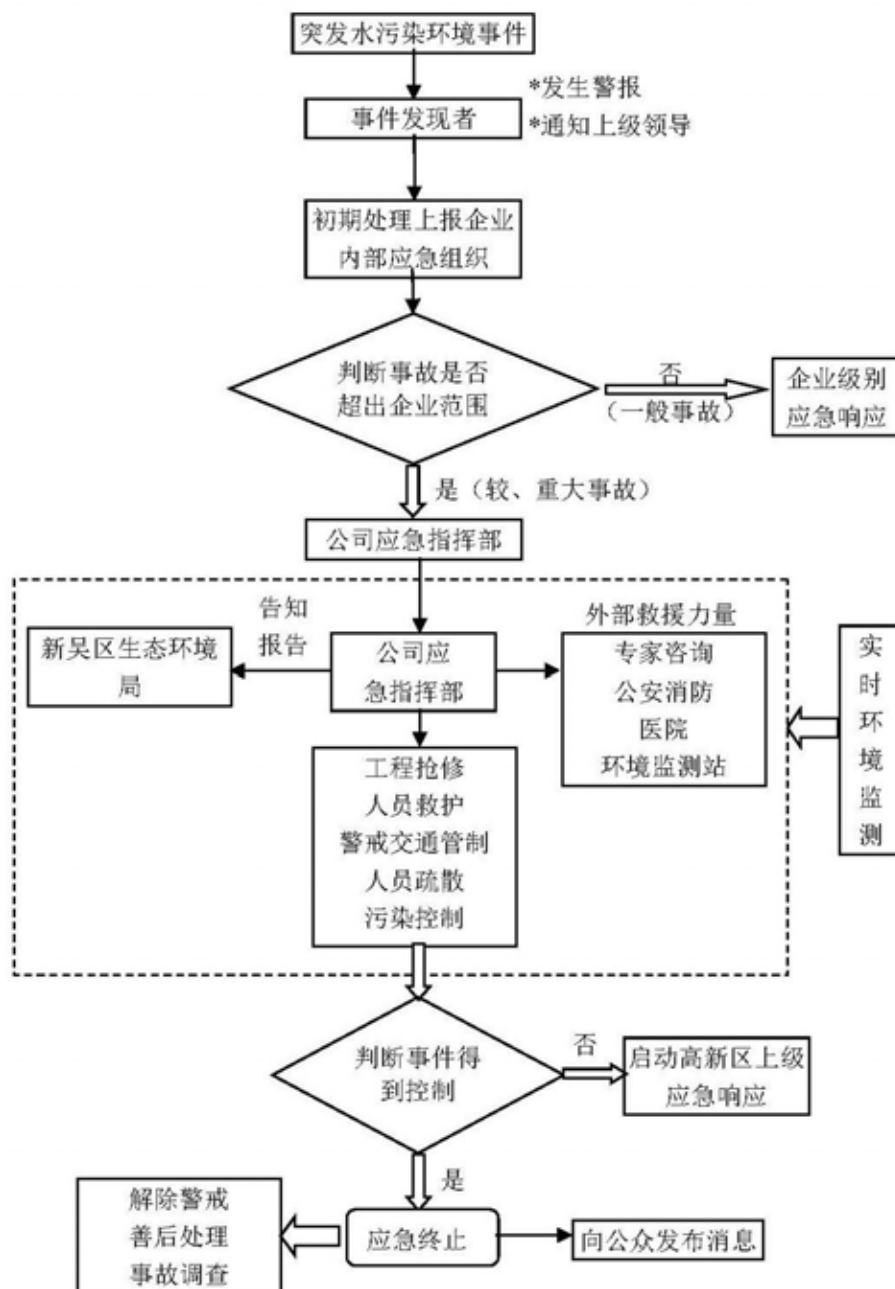 突发水污染环境事件
*发生警报
事件发现者
*通知上级领导
初期处理上报企业
内部应急组织
判断事故是否
超出企业范围
否
（一般事故）
企业级别
应急响应
是（较、重大事故）
公司应急指挥部
告知
报告
新吴区生态环境
局
公司应
急指挥部
外部救援力量
专家咨询
公安消防
医院
环境监测站
实
时
环
境
监
测
工程抢修
人员救护
警戒交通管制
人员疏散
污染控制
判断事件得
到控制
否
启动高新区上级
应急响应
是
解除警戒
善后处理
事故调查
应急终止
向公众发布消息